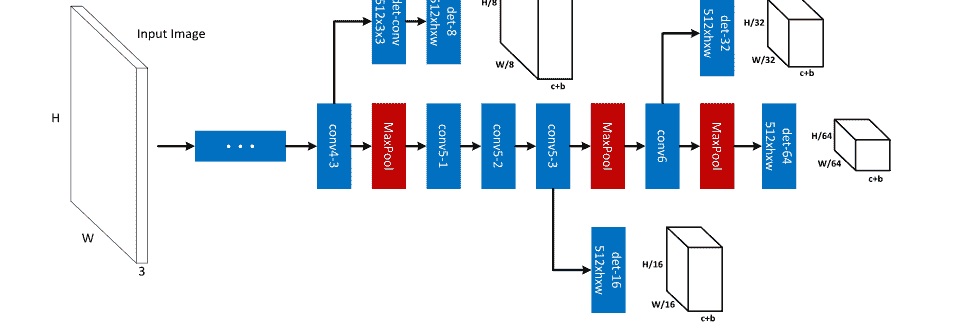 Input Image
H
W
3
...
conv4-3
det-conv
512x3x3
det-8
512xhxw
H/8
W/8
c+b
MaxPool
conv5-1
conv5-2
conv5-3
MaxPool
conv6
MaxPool
det-64
512xhxw
H/64
W/64
c+b
det-32
512xhxw
H/32
W/32
c+b
det-16
512xhxw
H/16
W/16
c+b